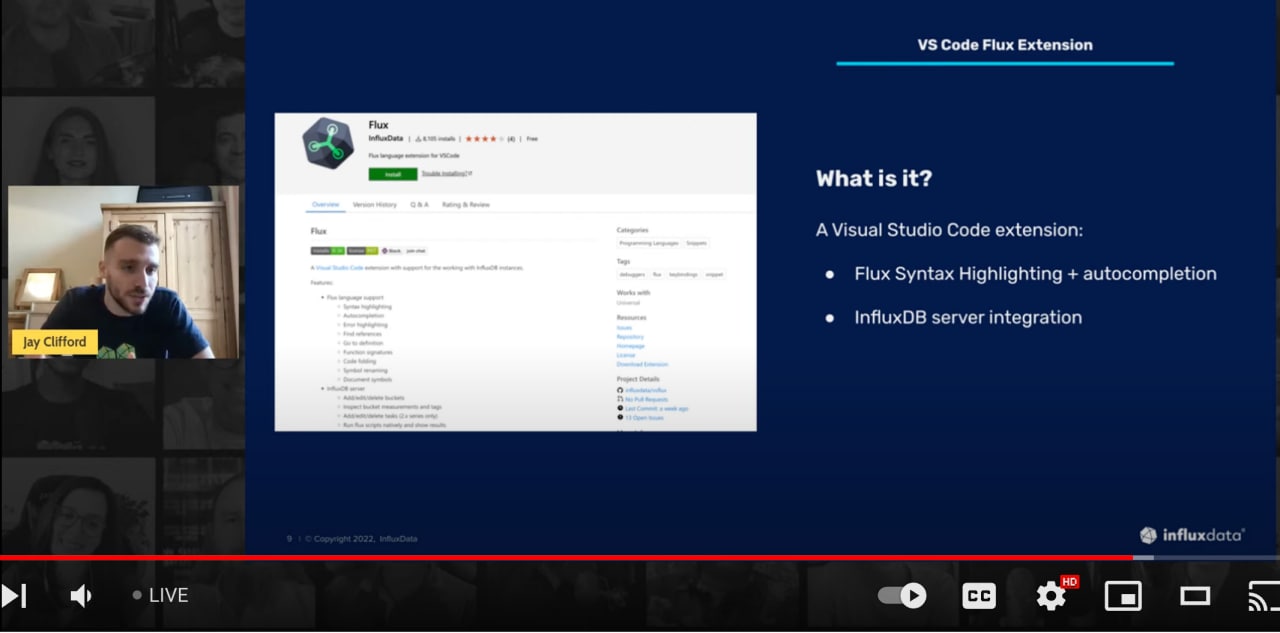 VS Code Flux Extension
Flux
InfluxData | 8,105 installs | (4) | Free
Flux language extension for VSCode
Install Trouble Installing?
Overview Version History Q & A Rating & Review
Flux
license
Slack join chat
A Visual Studio Code extension with support for the working with InfluxDB instances.
Features:
Flux language support
Syntax highlighting
Autocompletion
Error highlighting
Find references
Go to definition
Function signatures
Code folding
Symbol renaming
Document symbols
InfluxDB server
Add/edit/delete buckets
Inspect bucket measurements and tags
Add/edit/delete tasks (2.x series only)
Run flux scripts natively and show results
Categories
Programming Languages Snippets
Tags
debuggers flux keybindings snippet
Works with
Universal
Resources
Issues
Repository
Homepage
License
Download Extension
Project Details
influxdata/vsflux
No Pull Requests
Last Commit: a week ago
13 Open Issues
What is it?
A Visual Studio Code extension:
● Flux Syntax Highlighting + autocompletion
● InfluxDB server integration
Jay Clifford
9 | © Copyright 2022, InfluxData
influxdata®
LIVE
CC
HD